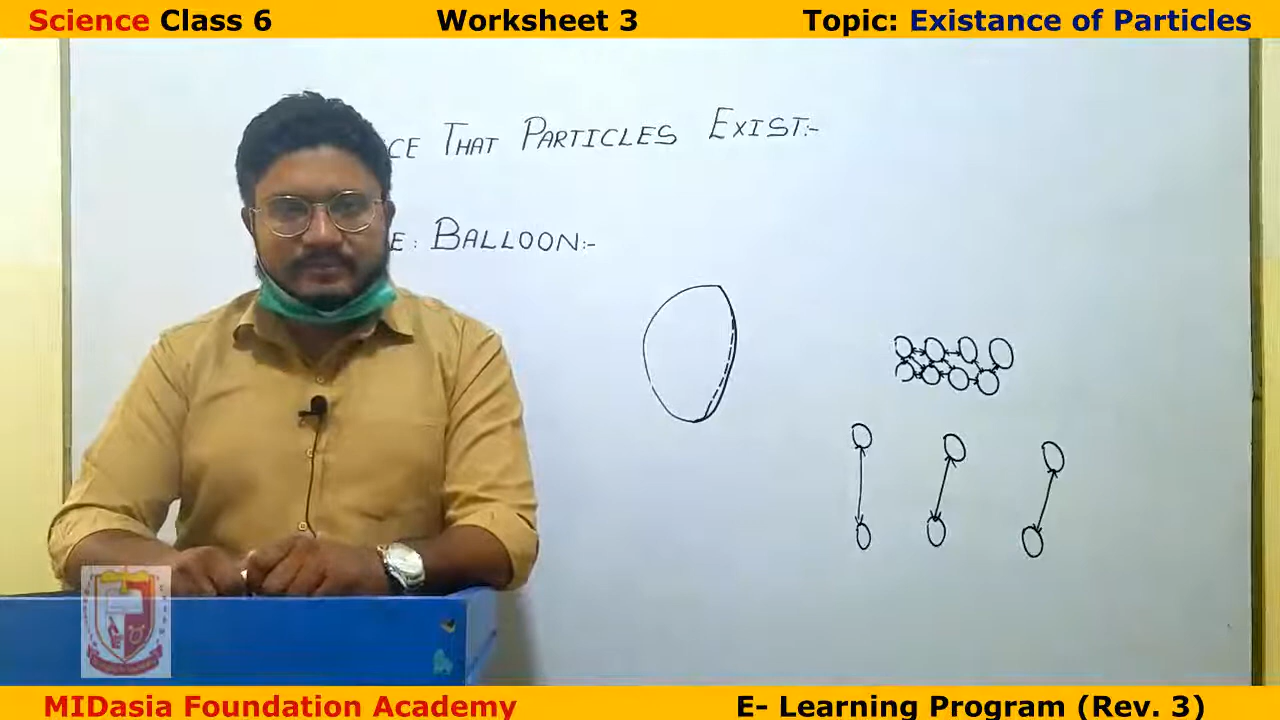 Science Class 6 Worksheet 3 Topic: Existance of Particles
CE THAT PARTICLES EXIST:-
E: BALLOON:-
MIDasia Foundation Academy E- Learning Program (Rev. 3)